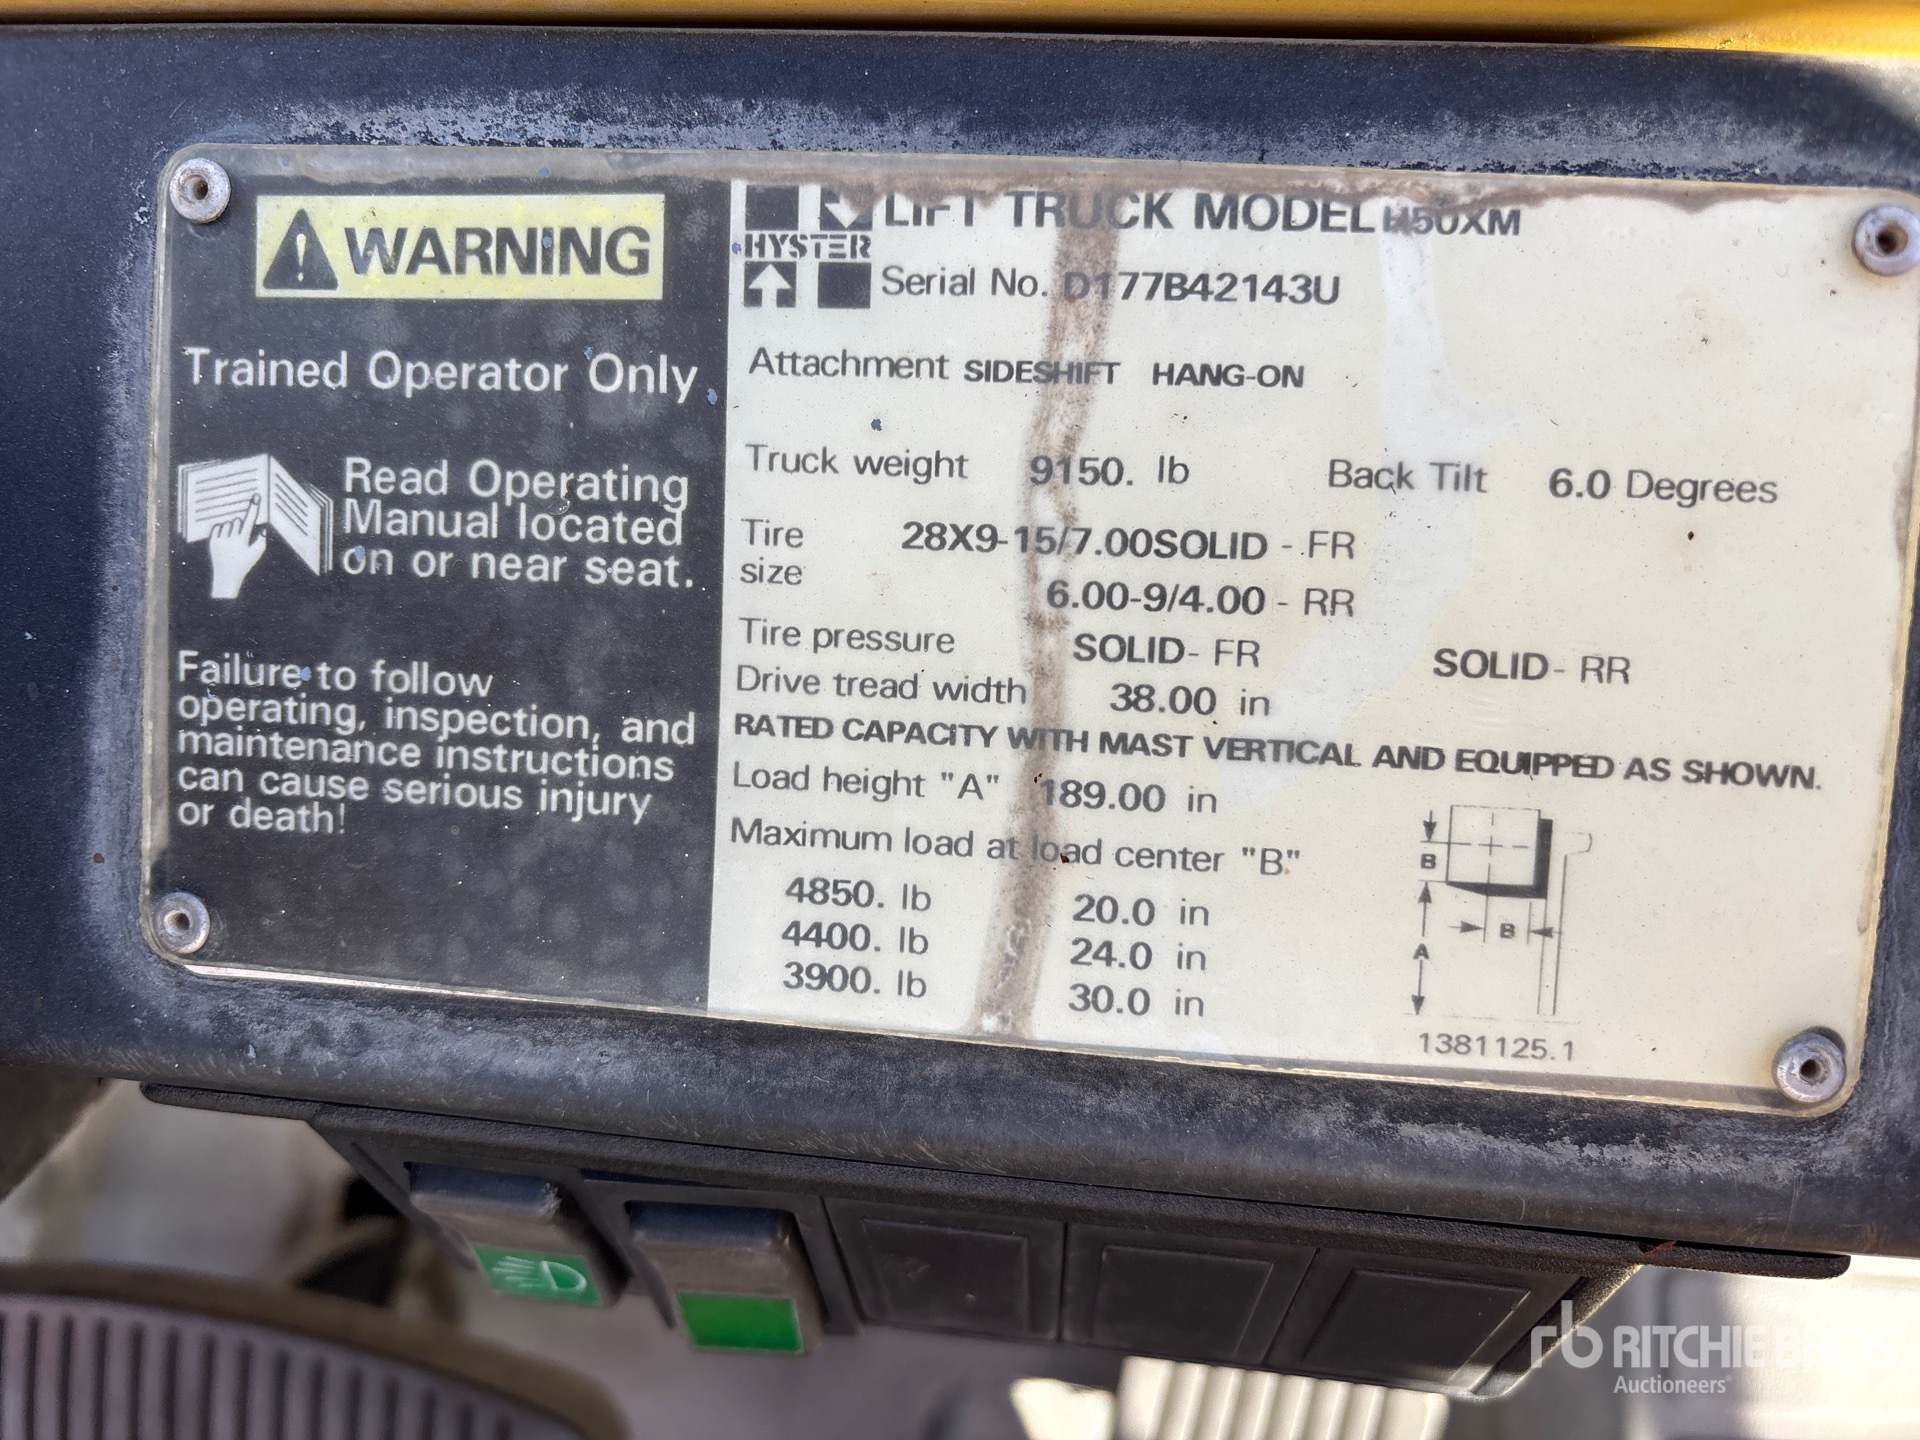 WARNING
Trained Operator Only
Read Operating
Manual located
on or near seat.
Failure to follow
operating, inspection, and
maintenance instructions
can cause serious injury
or death!
HYSTER
LIFT TRUCK MODEL H50XM
Serial No. D177B42143U
Attachment SIDESHIFT HANG-ON
Truck weight 9150. lb Back Tilt 6.0 Degrees
Tire size 28X9-15/7.00SOLID - FR
6.00-9/4.00 - RR
Tire pressure SOLID- FR SOLID- RR
Drive tread width 38.00 in
RATED CAPACITY WITH MAST VERTICAL AND EQUIPPED AS SHOWN.
Load height "A" 189.00 in
Maximum load at load center "B"
4850. lb 20.0 in
4400. lb 24.0 in
3900. lb 30.0 in
B
B
A
1381125.1
rb RITCHIE BROS
Auctioneers